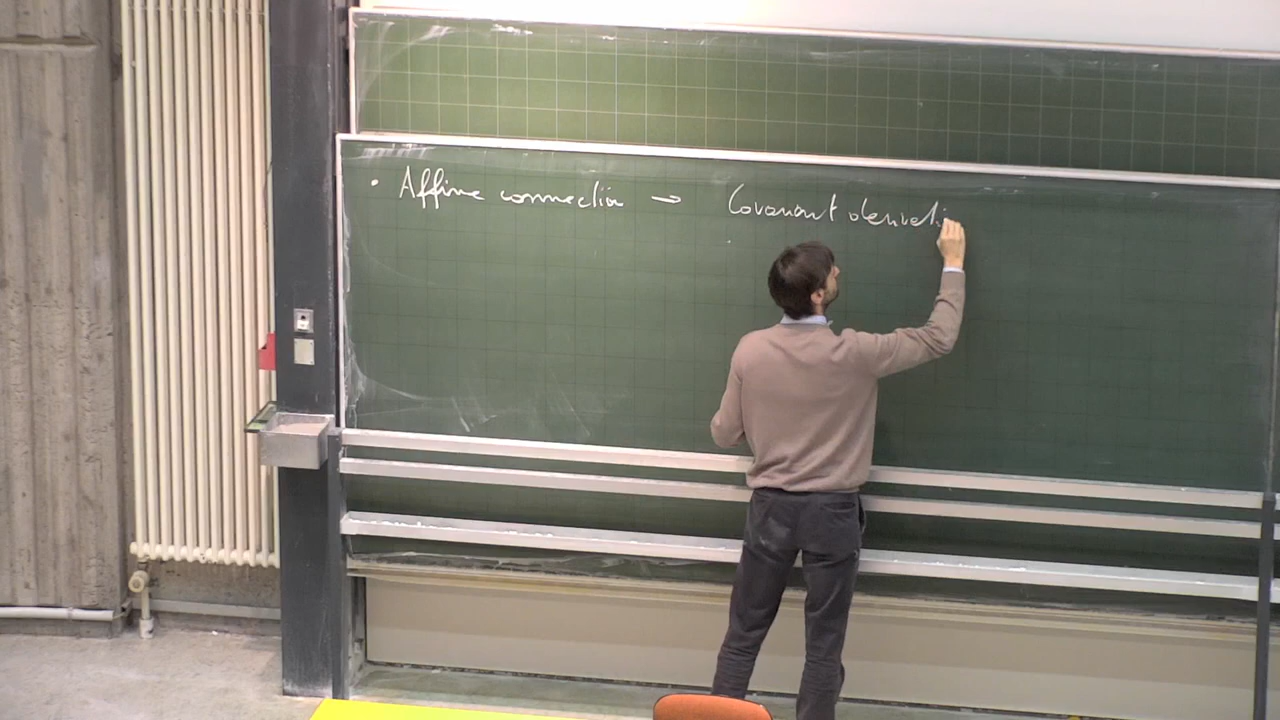 • Affine connection → Covariant derivati